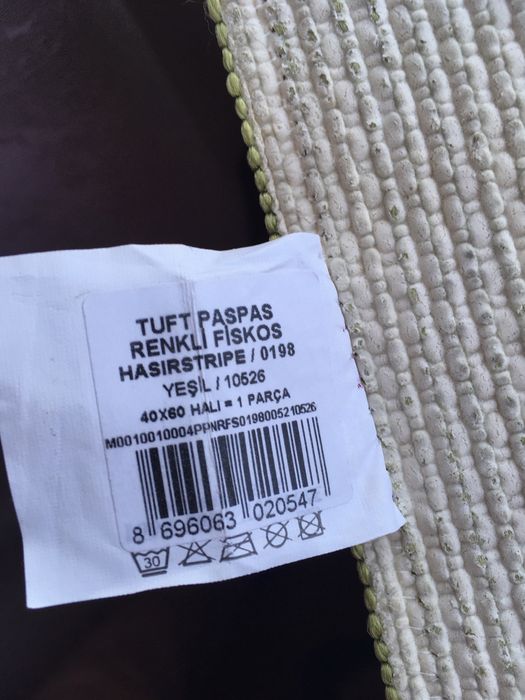 TUFT PASPAS
RENKLİ FİSKOS
HASIRSTRIPE / 0198
YEŞİL / 10526
40X60 HALI = 1 PARÇA
M0010010004PPNRFS0198005210526
8 696063 020547
30